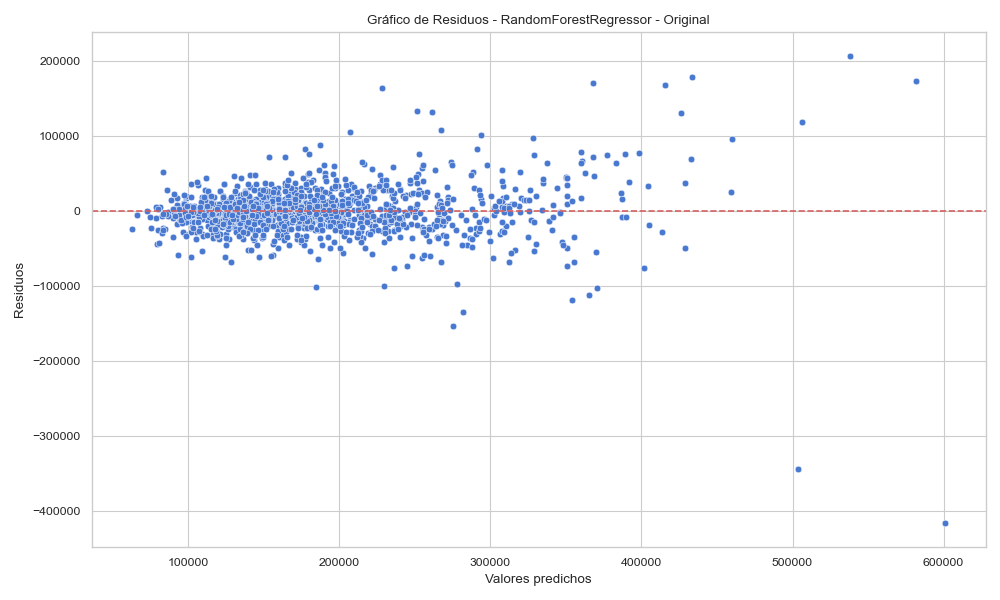 Gráfico de Residuos - RandomForestRegressor - Original
200000
100000
0
−100000
−200000
−300000
−400000
Residuos
100000 200000 300000 400000 500000 600000
Valores predichos